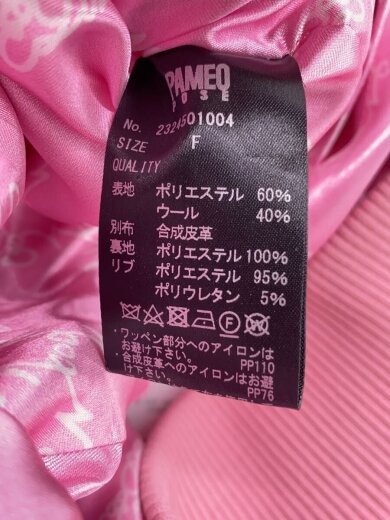 PAMEO
POSE
No. 2324501004
SIZE F
QUALITY
表地 ポリエステル 60%
ウール 40%
別布 合成皮革
裏地 ポリエステル 100%
リブ ポリエステル 95%
ポリウレタン 5%
・ワッペン部分へのアイロンは
お避け下さい。 PP110
・合成皮革へのアイロンはお避
け下さい。 PP76